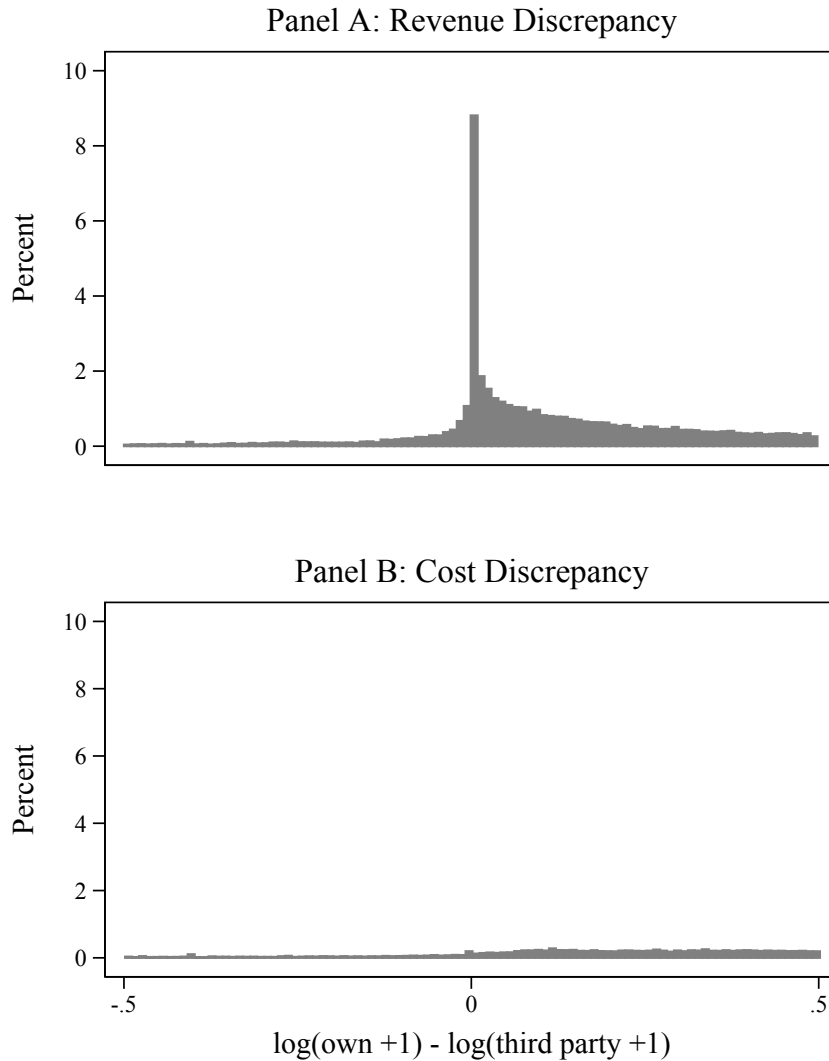 Panel A: Revenue Discrepancy
10
8
6
4
2
0
Percent
Panel B: Cost Discrepancy
10
8
6
4
2
0
Percent
-.5 0 .5
log(own +1) - log(third party +1)